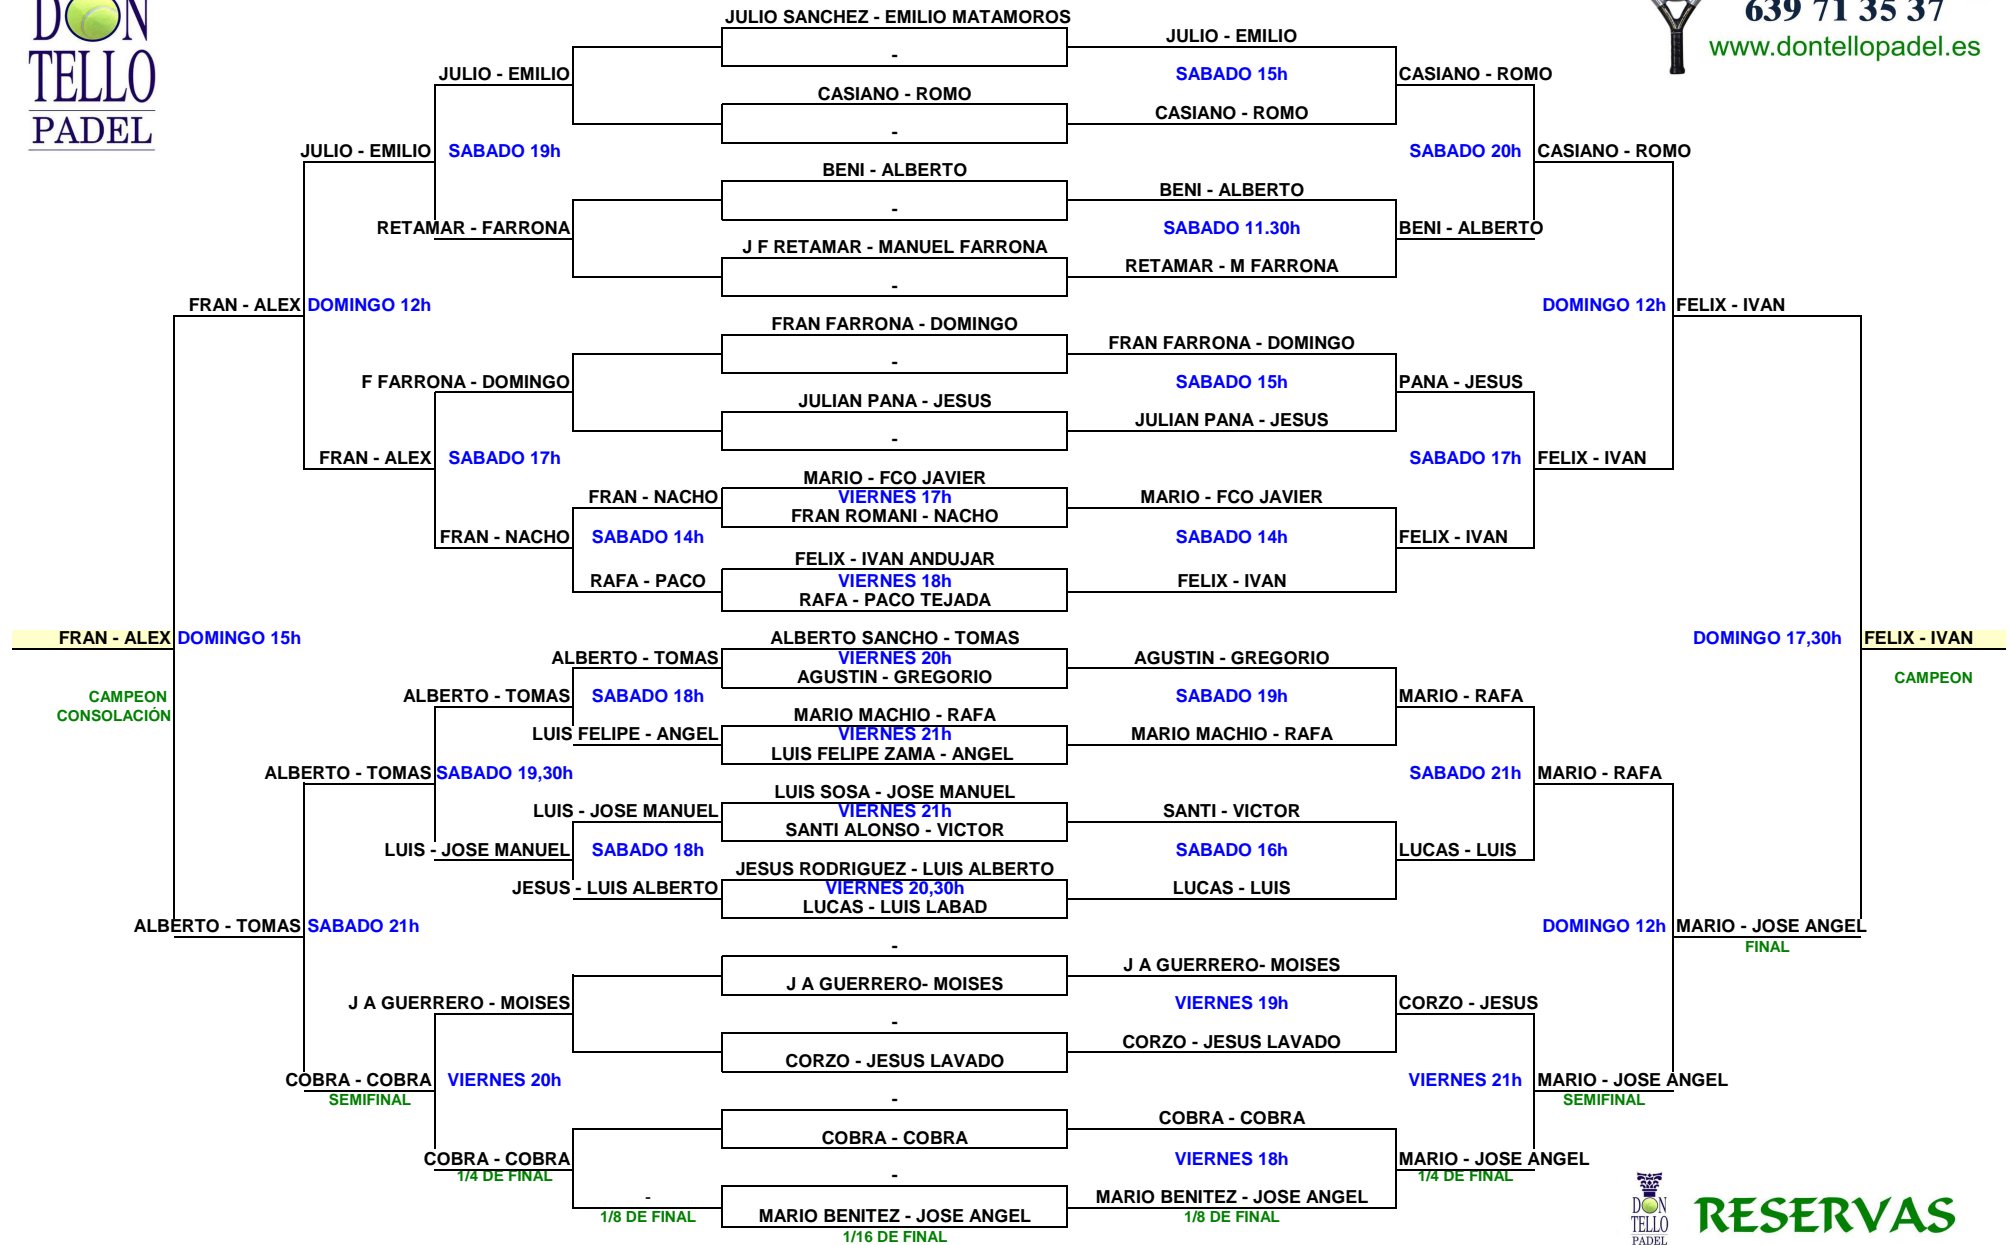 DON
TELLO
PADEL
639 71 35 37
www.dontellopadel.es
JULIO SANCHEZ - EMILIO MATAMOROS
-
JULIO - EMILIO
JULIO - EMILIO
SABADO 15h
CASIANO - ROMO
CASIANO - ROMO
-
CASIANO - ROMO
JULIO - EMILIO
SABADO 19h
SABADO 20h
CASIANO - ROMO
BENI - ALBERTO
-
BENI - ALBERTO
RETAMAR - FARRONA
SABADO 11.30h
BENI - ALBERTO
J F RETAMAR - MANUEL FARRONA
-
RETAMAR - M FARRONA
FRAN - ALEX
DOMINGO 12h
DOMINGO 12h
FELIX - IVAN
FRAN FARRONA - DOMINGO
-
FRAN FARRONA - DOMINGO
F FARRONA - DOMINGO
SABADO 15h
PANA - JESUS
JULIAN PANA - JESUS
-
JULIAN PANA - JESUS
FRAN - ALEX
SABADO 17h
SABADO 17h
FELIX - IVAN
MARIO - FCO JAVIER
FRAN - NACHO
VIERNES 17h
MARIO - FCO JAVIER
FRAN ROMANI - NACHO
FRAN - NACHO
SABADO 14h
SABADO 14h
FELIX - IVAN
FELIX - IVAN ANDUJAR
RAFA - PACO
VIERNES 18h
FELIX - IVAN
RAFA - PACO TEJADA
FRAN - ALEX
DOMINGO 15h
ALBERTO SANCHO - TOMAS
DOMINGO 17,30h
FELIX - IVAN
ALBERTO - TOMAS
VIERNES 20h
AGUSTIN - GREGORIO
AGUSTIN - GREGORIO
CAMPEON
CONSOLACIÓN
CAMPEON
ALBERTO - TOMAS
SABADO 18h
SABADO 19h
MARIO - RAFA
MARIO MACHIO - RAFA
LUIS FELIPE - ANGEL
VIERNES 21h
MARIO MACHIO - RAFA
LUIS FELIPE ZAMA - ANGEL
ALBERTO - TOMAS
SABADO 19,30h
SABADO 21h
MARIO - RAFA
LUIS SOSA - JOSE MANUEL
LUIS - JOSE MANUEL
VIERNES 21h
SANTI - VICTOR
SANTI ALONSO - VICTOR
LUIS - JOSE MANUEL
SABADO 18h
SABADO 16h
LUCAS - LUIS
JESUS RODRIGUEZ - LUIS ALBERTO
JESUS - LUIS ALBERTO
VIERNES 20,30h
LUCAS - LUIS
LUCAS - LUIS LABAD
ALBERTO - TOMAS
SABADO 21h
DOMINGO 12h
MARIO - JOSE ANGEL
FINAL
-
J A GUERRERO- MOISES
J A GUERRERO- MOISES
J A GUERRERO - MOISES
VIERNES 19h
CORZO - JESUS
-
CORZO - JESUS LAVADO
CORZO - JESUS LAVADO
COBRA - COBRA
SEMIFINAL
VIERNES 20h
VIERNES 21h
MARIO - JOSE ANGEL
SEMIFINAL
-
COBRA - COBRA
COBRA - COBRA
COBRA - COBRA
1/4 DE FINAL
VIERNES 18h
MARIO - JOSE ANGEL
1/4 DE FINAL
-
-
MARIO BENITEZ - JOSE ANGEL
MARIO BENITEZ - JOSE ANGEL
1/8 DE FINAL
1/8 DE FINAL
1/16 DE FINAL
DON
TELLO
PADEL
RESERVAS